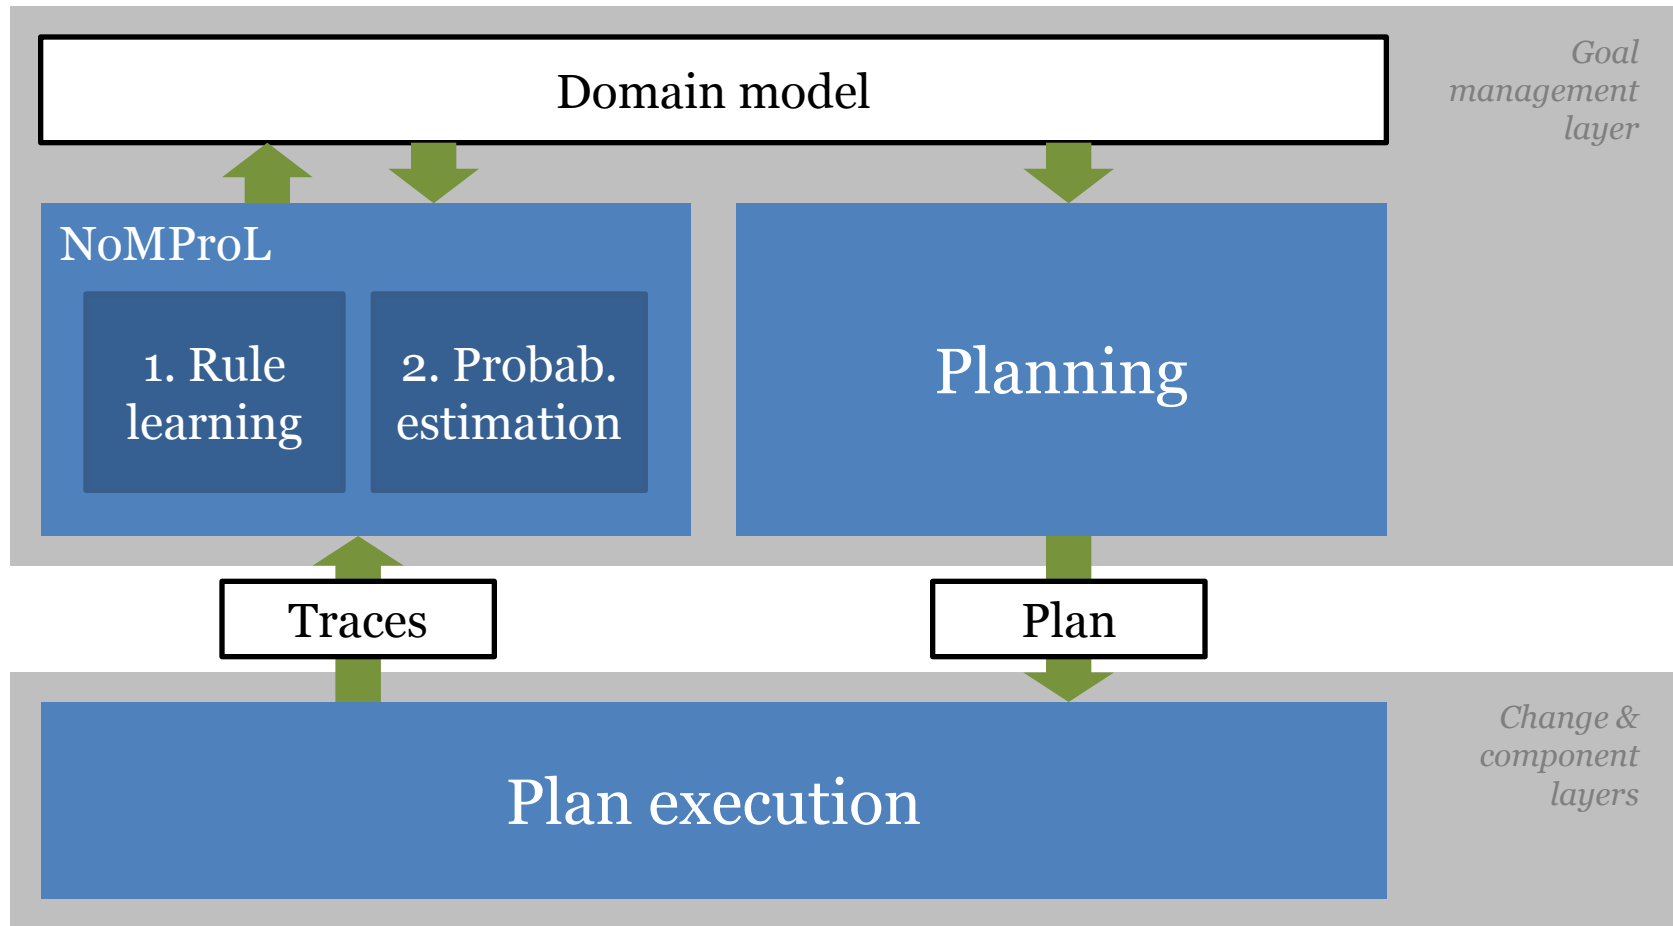 Domain model
Goal
management
layer
NoMProL
1. Rule
learning
2. Probab.
estimation
Planning
Traces
Plan
Change &
component
layers
Plan execution